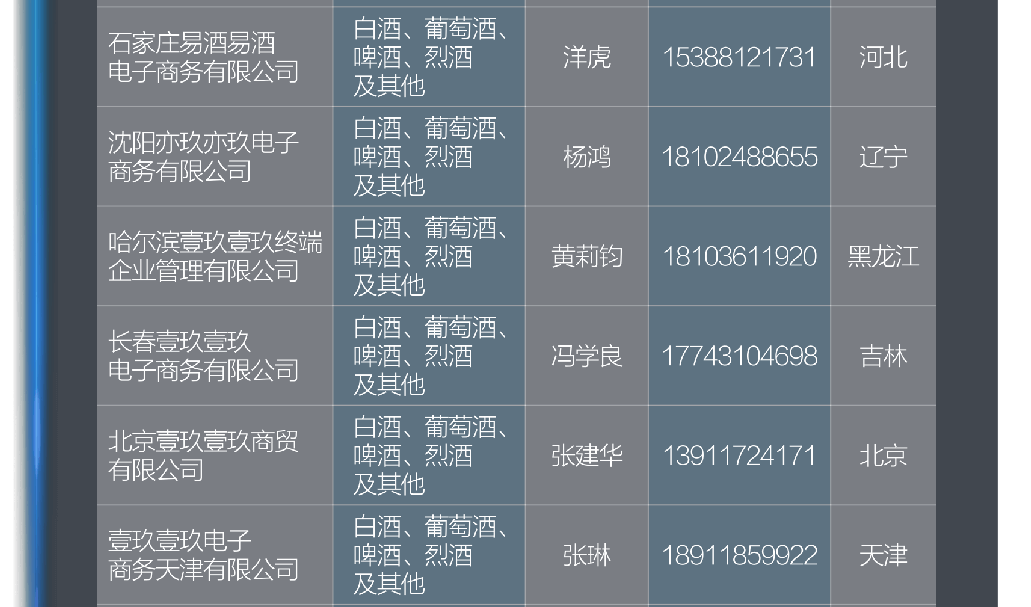 石家庄易酒易酒
电子商务有限公司
白酒、葡萄酒、
啤酒、烈酒
及其他
洋虎
15388121731
河北
沈阳亦玖亦玖电子
商务有限公司
白酒、葡萄酒、
啤酒、烈酒
及其他
杨鸿
18102488655
辽宁
哈尔滨壹玖壹玖终端
企业管理有限公司
白酒、葡萄酒、
啤酒、烈酒
及其他
黄莉钧
18103611920
黑龙江
长春壹玖壹玖
电子商务有限公司
白酒、葡萄酒、
啤酒、烈酒
及其他
冯学良
17743104698
吉林
北京壹玖壹玖商贸
有限公司
白酒、葡萄酒、
啤酒、烈酒
及其他
张建华
13911724171
北京
壹玖壹玖电子
商务天津有限公司
白酒、葡萄酒、
啤酒、烈酒
及其他
张琳
18911859922
天津